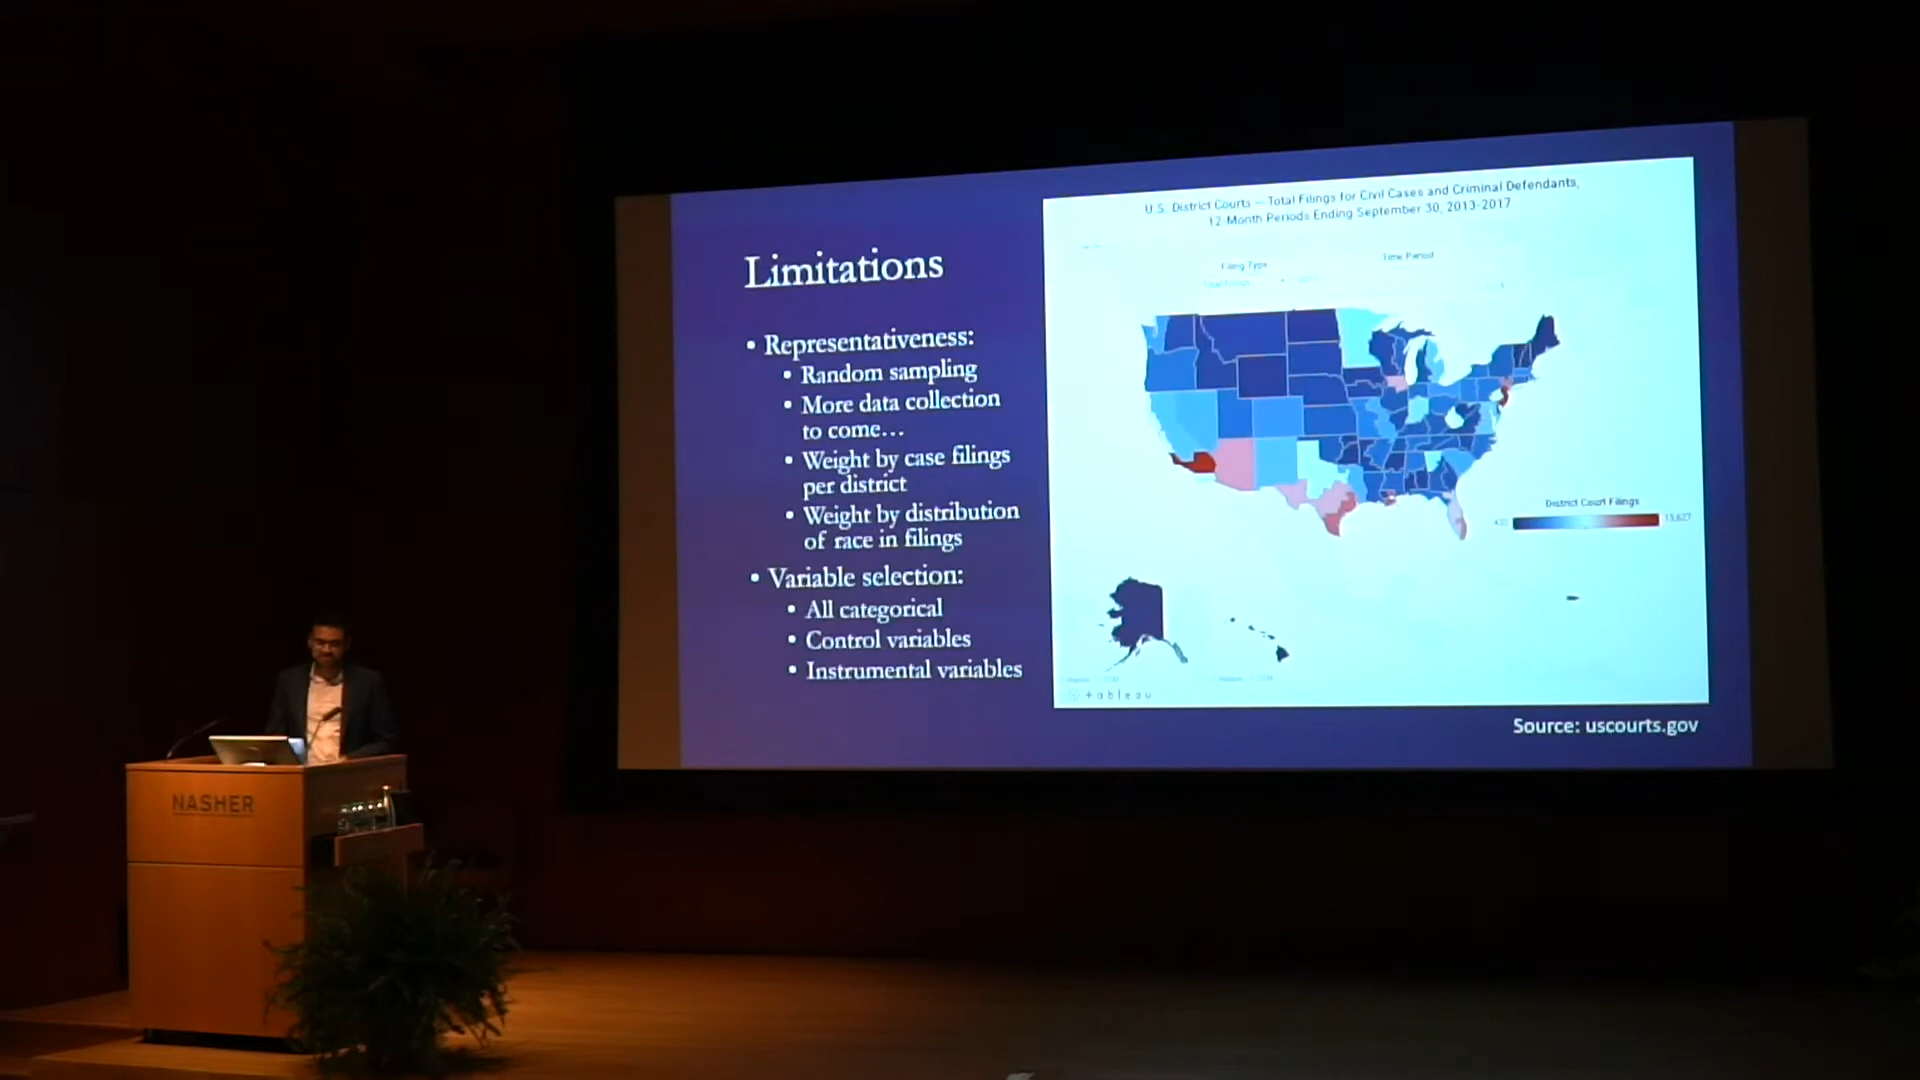 U.S. District Courts — Total Filings for Civil Cases and Criminal Defendants,
12-Month Periods Ending September 30, 2013-2017
Limitations
Filing Type
Time Period
Total Filings
• Representativeness:
• Random sampling
• More data collection
to come…
• Weight by case filings
per district
• Weight by distribution
of race in filings
• Variable selection:
• All categorical
• Control variables
• Instrumental variables
District Court Filings
+ableau
Source: uscourts.gov
NASHER